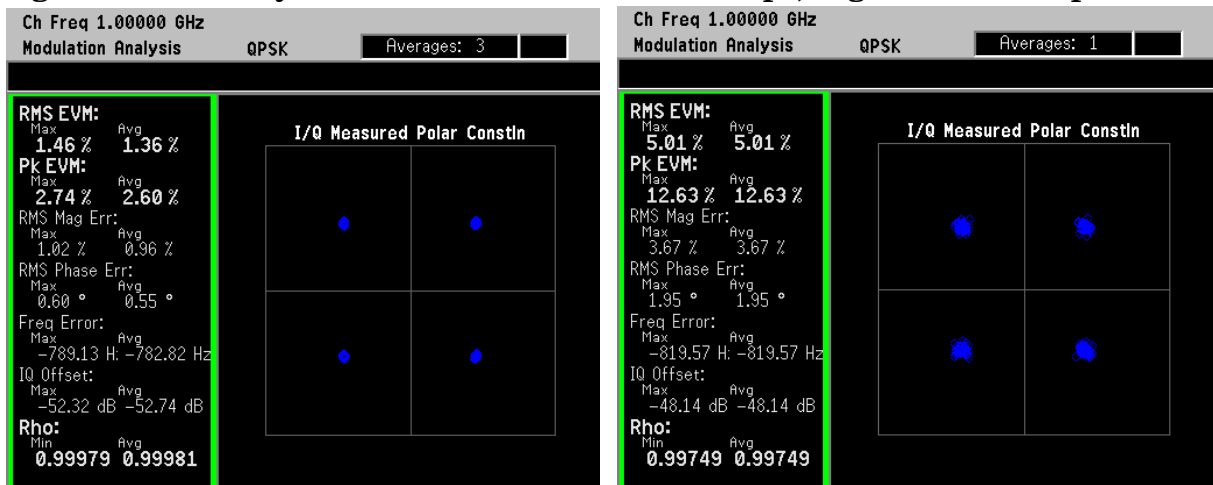 Ch Freq 1.00000 GHz
Modulation Analysis QPSK Averages: 3
RMS EVM:
Max Avg
1.46 % 1.36 %
Pk EVM:
Max Avg
2.74 % 2.60 %
RMS Mag Err:
Max Avg
1.02 % 0.96 %
RMS Phase Err:
Max Avg
0.60 ° 0.55 °
Freq Error:
Max Avg
-789.13 H: -782.82 Hz
IQ Offset:
Max Avg
-52.32 dB -52.74 dB
Rho:
Min Avg
0.99979 0.99981
I/Q Measured Polar Constln
Ch Freq 1.00000 GHz
Modulation Analysis QPSK Averages: 1
RMS EVM:
Max Avg
5.01 % 5.01 %
Pk EVM:
Max Avg
12.63 % 12.63 %
RMS Mag Err:
Max Avg
3.67 % 3.67 %
RMS Phase Err:
Max Avg
1.95 ° 1.95 °
Freq Error:
Max Avg
-819.57 H: -819.57 Hz
IQ Offset:
Max Avg
-48.14 dB -48.14 dB
Rho:
Min Avg
0.99749 0.99749
I/Q Measured Polar Constln